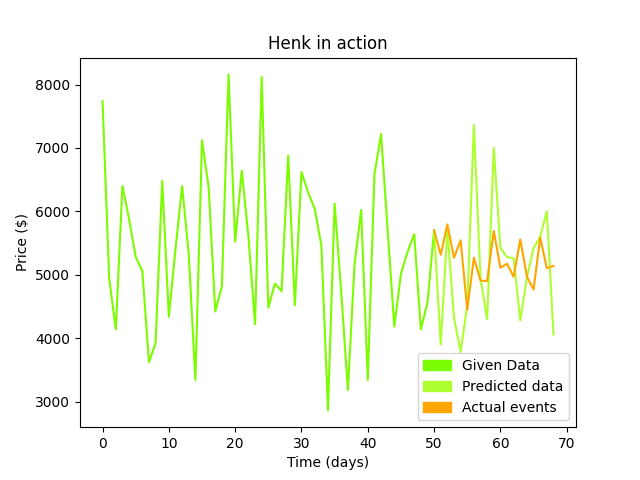 Henk in action
Price ($)
8000
7000
6000
5000
4000
3000
0 10 20 30 40 50 60 70
Time (days)
Given Data
Predicted data
Actual events